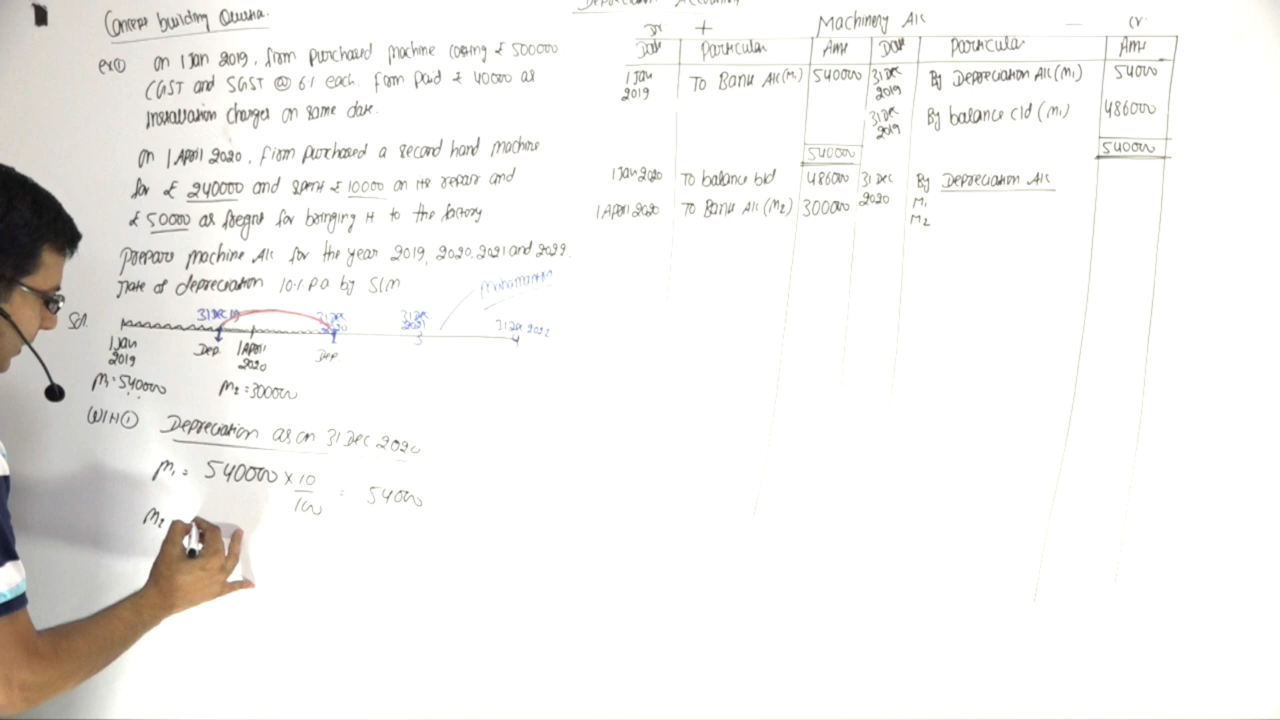 Concept building Question.
ex① On 1 Jan 2019, firm purchased machine costing ₹ 500000
CGST and SGST @ 6% each. firm paid ₹ 40000 as
Installation charges on same date.
On 1 April 2020, firm purchased a second hand machine
for ₹ 240000 and spent ₹ 10000 on its repair and
₹ 50000 as freight for bringing it to the factory
Prepare machine A/c for the year 2019, 2020, 2021 and 2022.
Rate of depreciation 10% p.a by SLM
Sol.
31 Dec 19 31 Dec 2020 31 Dec 2021 31 Dec 2022
1 Jan 2019 Dep 1 April 2020 Dep 3 4
M1 = 540000 M2 = 300000
W/N ① Depreciation as on 31 Dec 2020
M1 = 540000 × 10/100 = 54000
M2
Depreciation Accounting
Dr + Machinery A/c — Cr
Date Particular Amt Date Particular Amt
1 Jan 2019 To Bank A/c (M1) 540000 31 Dec 2019 By Depreciation A/c (M1) 54000
31 Dec 2019 By balance c/d (M1) 486000
540000 540000
1 Jan 2020 To balance b/d 486000 31 Dec 2020 By Depreciation A/c
1 April 2020 To Bank A/c (M2) 300000 M1
M2